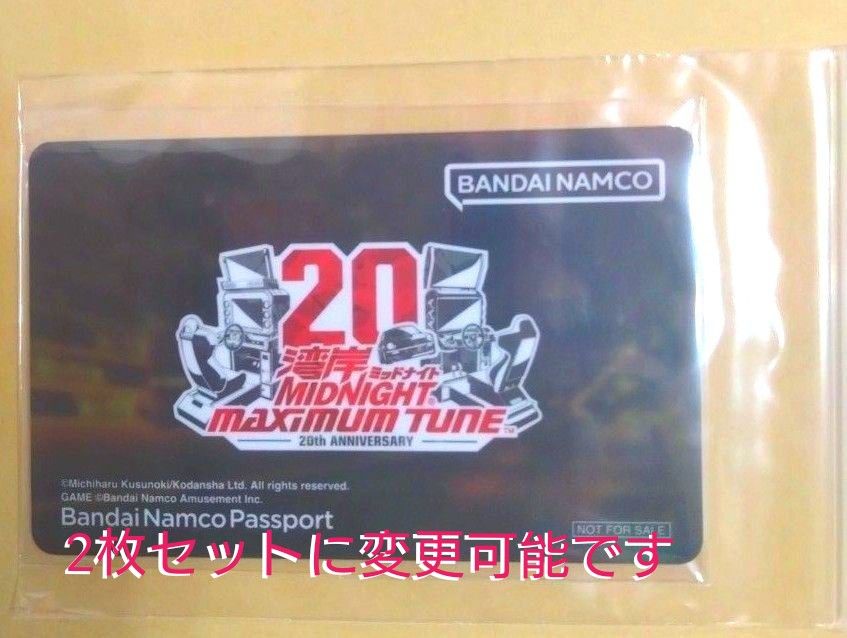 BANDAI NAMCO
20
湾岸 ミッドナイト
MIDNIGHT®
MAXIMUM TUNE™
20th ANNIVERSARY
©Michiharu Kusunoki/Kodansha Ltd. All rights reserved.
GAME ©Bandai Namco Amusement Inc.
Bandai Namco Passport
NOT FOR SALE
2枚セットに変更可能です